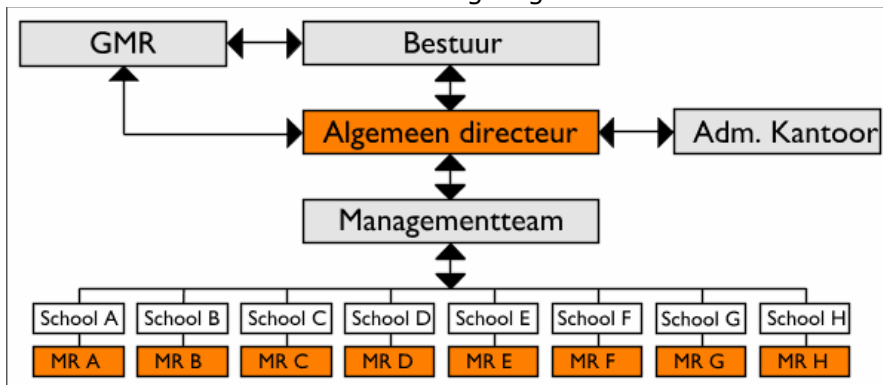 GMR Bestuur
Algemeen directeur Adm. Kantoor
Managementteam
School A School B School C School D School E School F School G School H
MR A MR B MR C MR D MR E MR F MR G MR H